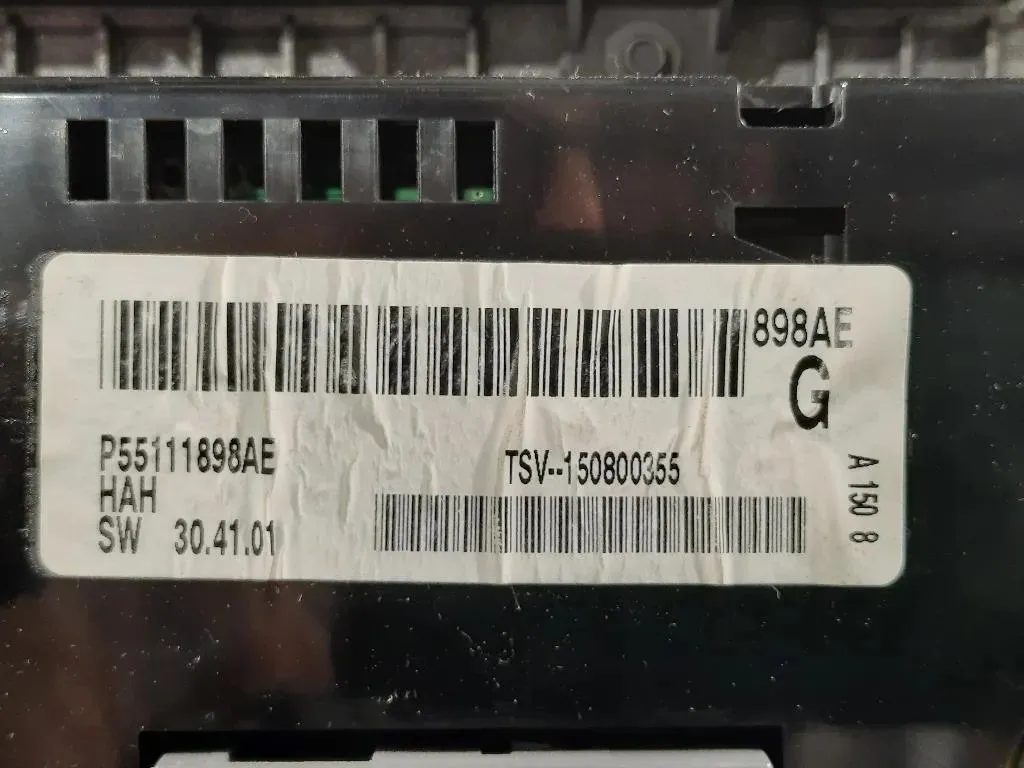 898AE
G
P55111898AE
HAH
SW 30.41.01
TSV--150800355
A 150 8